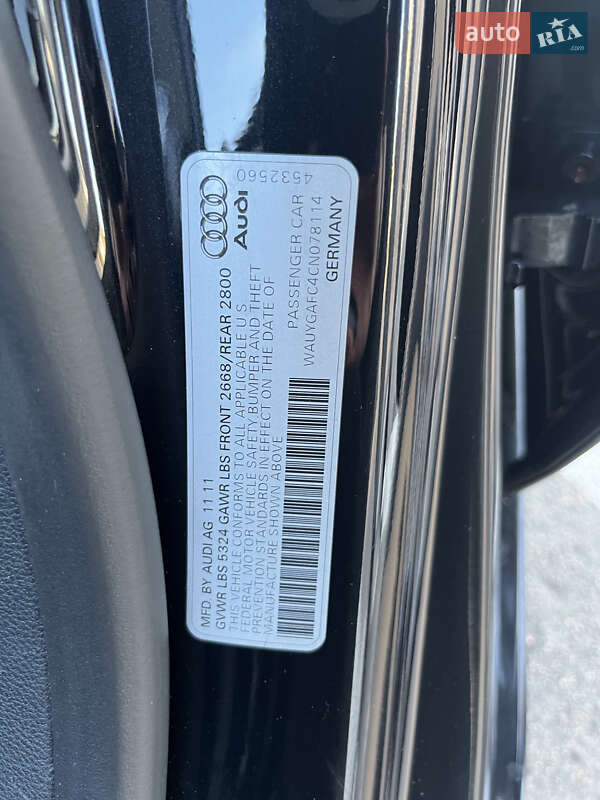 auto RIA.com
4532560
Audi
MFD. BY AUDI AG 11.11
GVWR LBS 5324 GAWR LBS FRONT 2668/REAR 2800
THIS VEHICLE CONFORMS TO ALL APPLICABLE U S
FEDERAL MOTOR VEHICLE SAFETY BUMPER AND THEFT
PREVENTION STANDARDS IN EFFECT ON THE DATE OF
MANUFACTURE SHOWN ABOVE
PASSENGER CAR
WAUYGAFC4CN078114
GERMANY